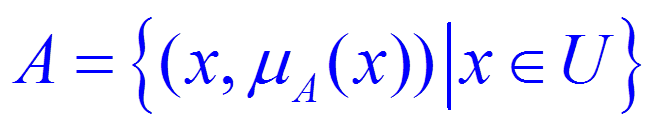 A = {(x, μ_A(x)) | x ∈ U}